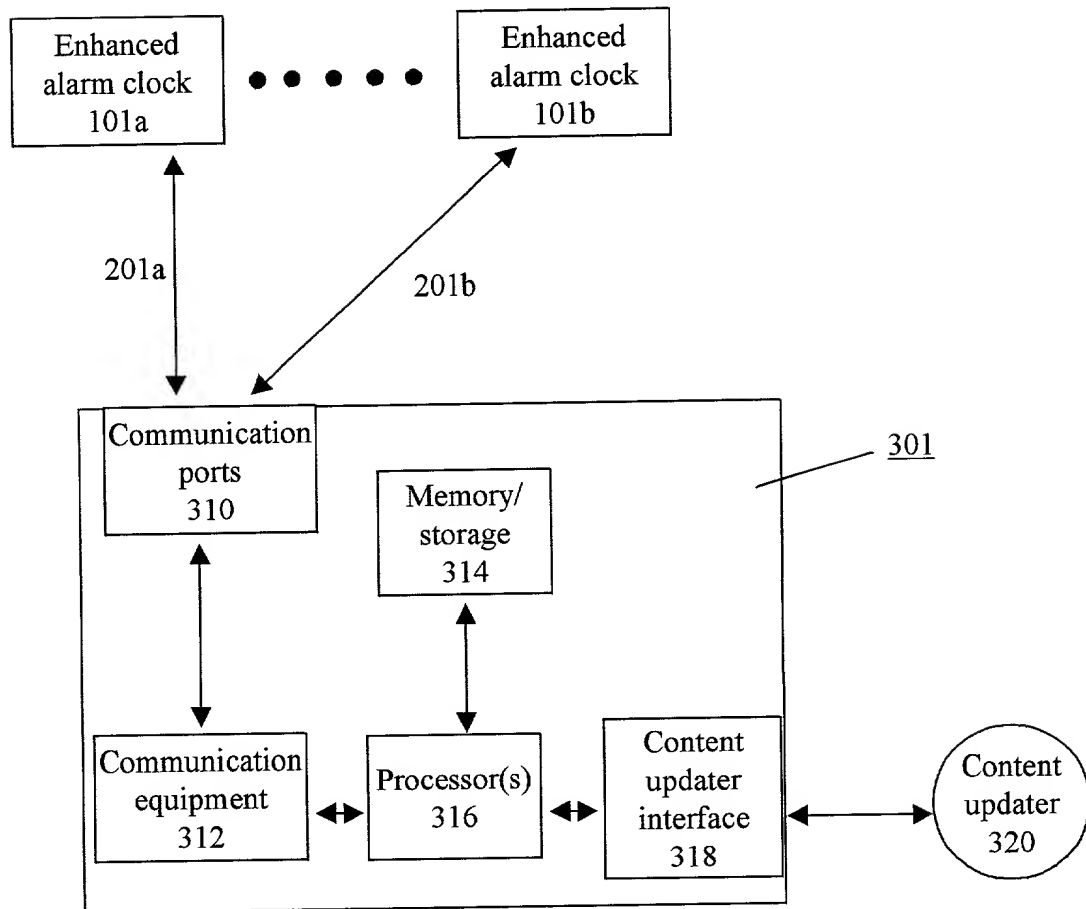 Enhanced
alarm clock
101a
Enhanced
alarm clock
101b
201a
201b
301
Communication
ports
310
Memory/
storage
314
Communication
equipment
312
Processor(s)
316
Content
updater
interface
318
Content
updater
320